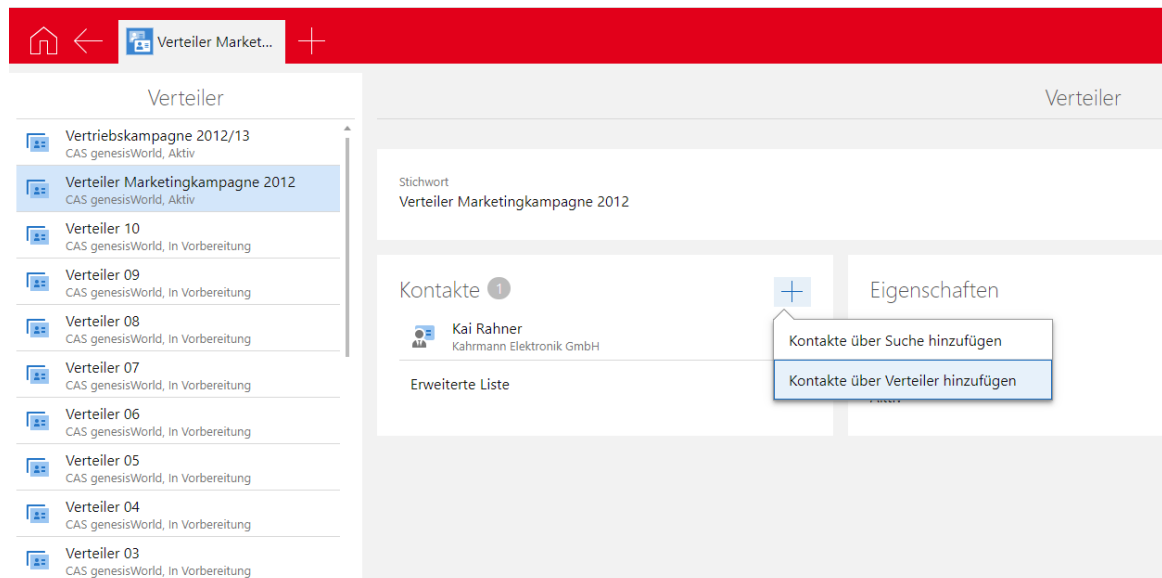 Verteiler Market...
Verteiler
Vertriebskampagne 2012/13
CAS genesisWorld, Aktiv
Verteiler Marketingkampagne 2012
CAS genesisWorld, Aktiv
Verteiler 10
CAS genesisWorld, In Vorbereitung
Verteiler 09
CAS genesisWorld, In Vorbereitung
Verteiler 08
CAS genesisWorld, In Vorbereitung
Verteiler 07
CAS genesisWorld, In Vorbereitung
Verteiler 06
CAS genesisWorld, In Vorbereitung
Verteiler 05
CAS genesisWorld, In Vorbereitung
Verteiler 04
CAS genesisWorld, In Vorbereitung
Verteiler 03
CAS genesisWorld, In Vorbereitung
Verteiler
Stichwort
Verteiler Marketingkampagne 2012
Kontakte 1
Kai Rahner
Kahrmann Elektronik GmbH
Erweiterte Liste
Eigenschaften
Kontakte über Suche hinzufügen
Kontakte über Verteiler hinzufügen